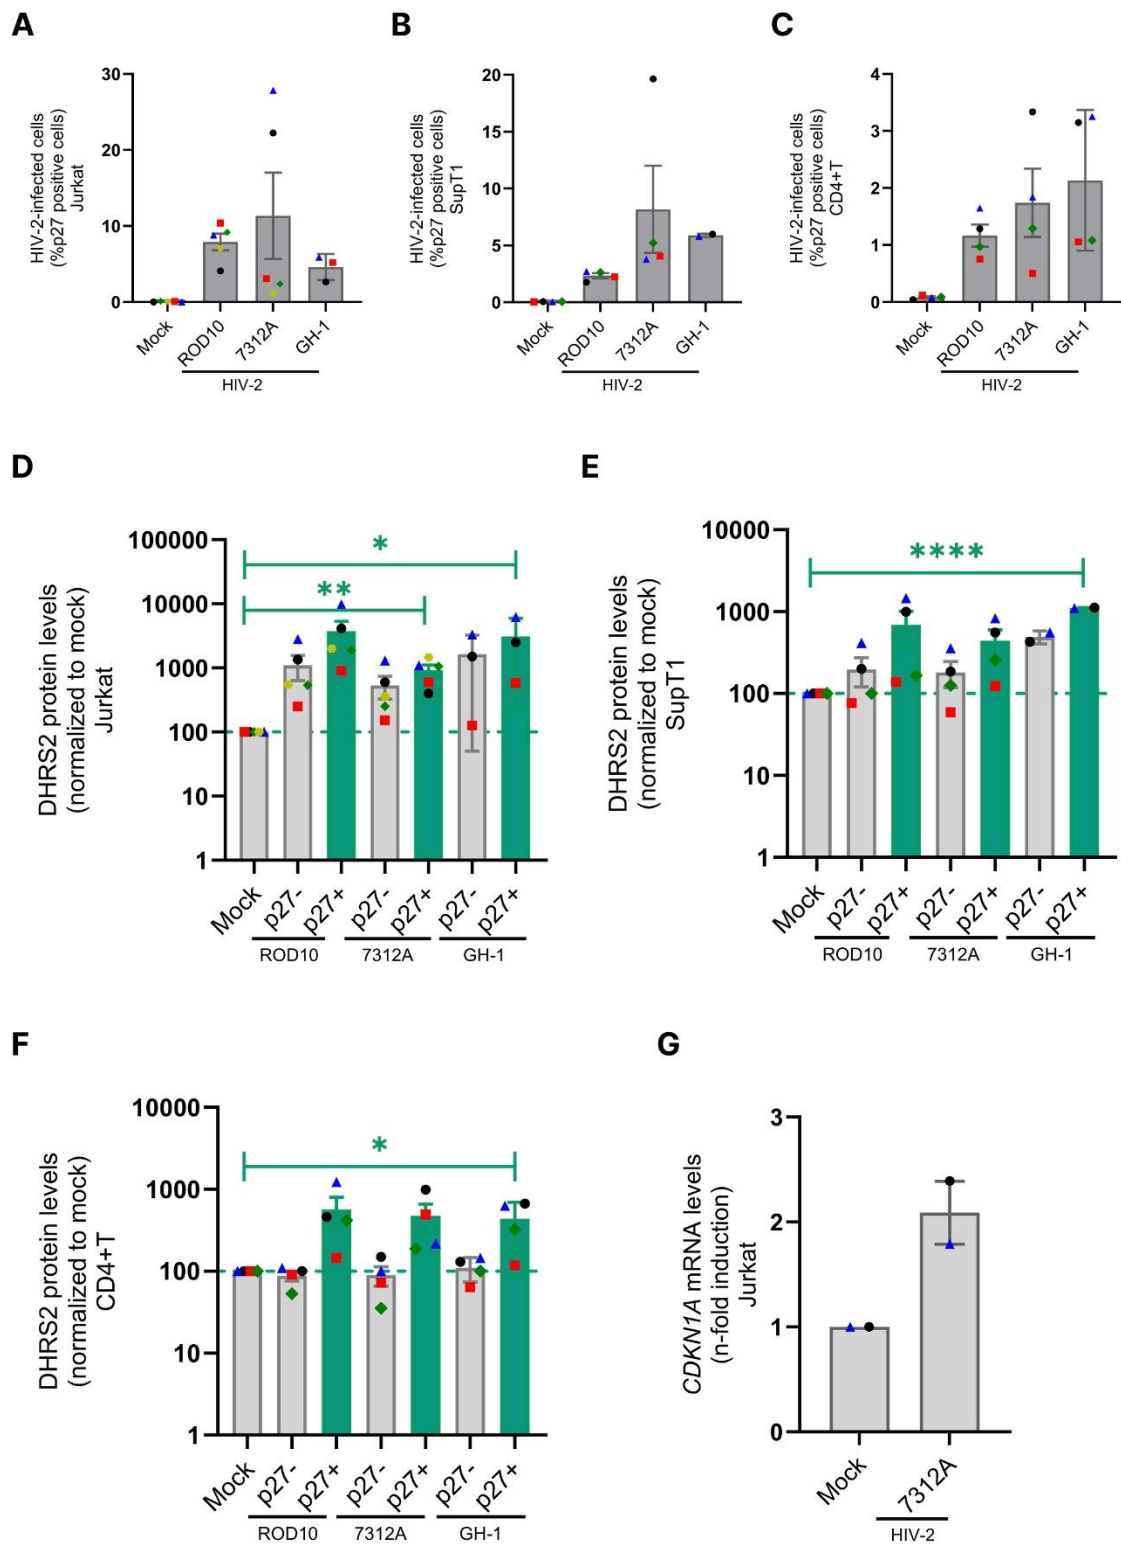 A
HIV-2-infected cells
(%p27 positive cells)
Jurkat
30
20
10
0
Mock
ROD10
7312A
GH-1
HIV-2
B
HIV-2-infected cells
(%p27 positive cells)
SupT1
20
15
10
5
0
Mock
ROD10
7312A
GH-1
HIV-2
C
HIV-2-infected cells
(%p27 positive cells)
CD4+T
4
3
2
1
0
Mock
ROD10
7312A
GH-1
HIV-2
D
DHRS2 protein levels
(normalized to mock)
Jurkat
100000
10000
1000
100
10
1
*
**
Mock
p27-
p27+
p27-
p27+
p27-
p27+
ROD10
7312A
GH-1
E
DHRS2 protein levels
(normalized to mock)
SupT1
10000
1000
100
10
1
****
Mock
p27-
p27+
p27-
p27+
p27-
p27+
ROD10
7312A
GH-1
F
DHRS2 protein levels
(normalized to mock)
CD4+T
10000
1000
100
10
1
*
Mock
p27-
p27+
p27-
p27+
p27-
p27+
ROD10
7312A
GH-1
G
CDKN1A mRNA levels
(n-fold induction)
Jurkat
3
2
1
0
Mock
7312A
HIV-2